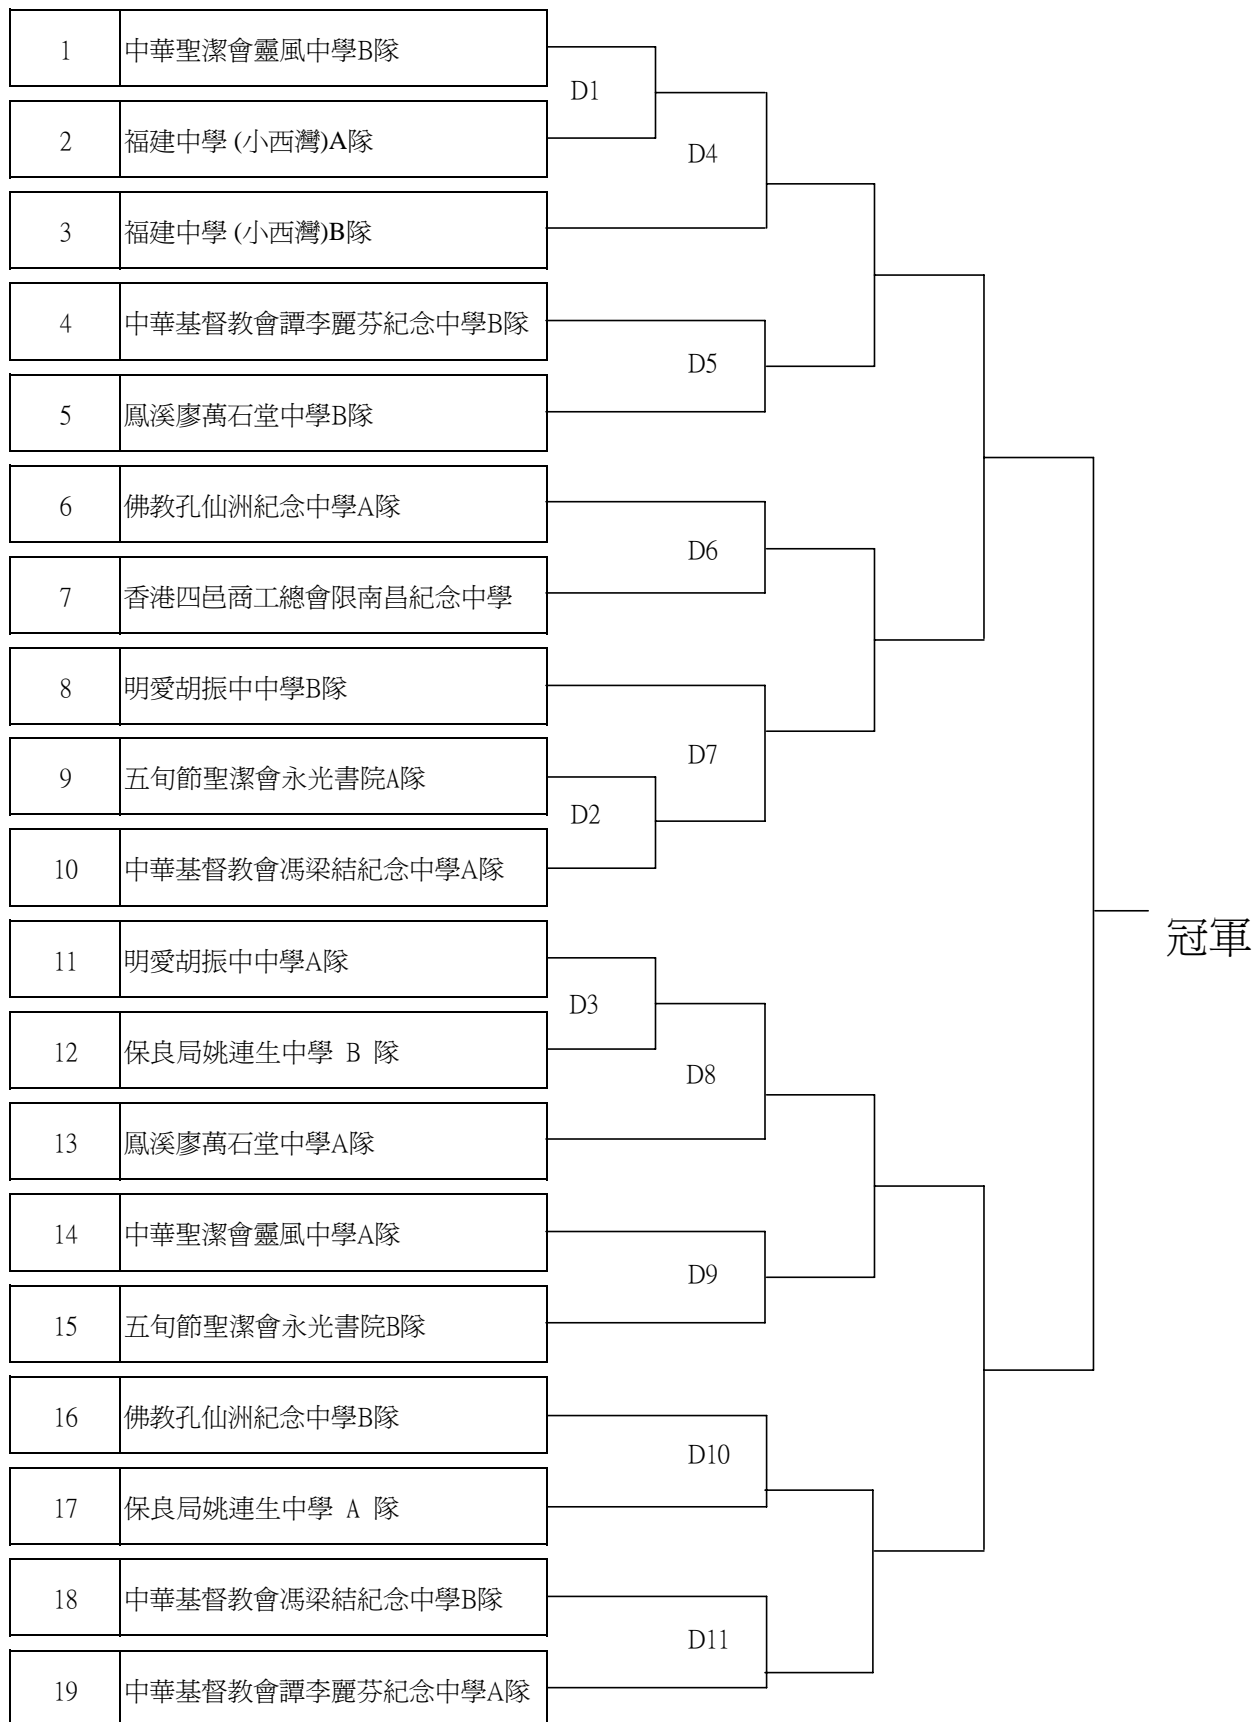 1 中華聖潔會靈風中學B隊
D1
2 福建中學 (小西灣)A隊
D4
3 福建中學 (小西灣)B隊
4 中華基督教會譚李麗芬紀念中學B隊
D5
5 鳳溪廖萬石堂中學B隊
6 佛教孔仙洲紀念中學A隊
D6
7 香港四邑商工總會限南昌紀念中學
8 明愛胡振中中學B隊
D7
9 五旬節聖潔會永光書院A隊
D2
10 中華基督教會馮梁結紀念中學A隊
冠軍
11 明愛胡振中中學A隊
D3
12 保良局姚連生中學 B 隊
D8
13 鳳溪廖萬石堂中學A隊
14 中華聖潔會靈風中學A隊
D9
15 五旬節聖潔會永光書院B隊
16 佛教孔仙洲紀念中學B隊
D10
17 保良局姚連生中學 A 隊
18 中華基督教會馮梁結紀念中學B隊
D11
19 中華基督教會譚李麗芬紀念中學A隊